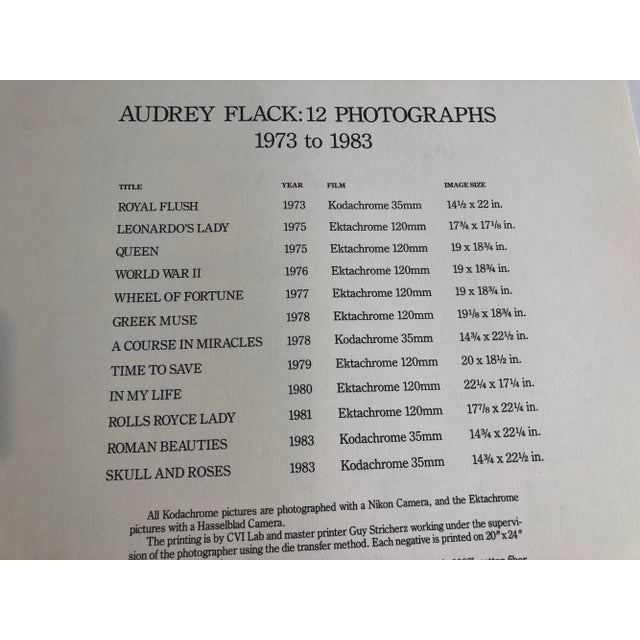 AUDREY FLACK: 12 PHOTOGRAPHS
1973 to 1983
TITLE YEAR FILM IMAGE SIZE
ROYAL FLUSH 1973 Kodachrome 35mm 14½ x 22 in.
LEONARDO'S LADY 1975 Ektachrome 120mm 17¾ x 17⅛ in.
QUEEN 1975 Ektachrome 120mm 19 x 18¾ in.
WORLD WAR II 1976 Ektachrome 120mm 19 x 18¾ in.
WHEEL OF FORTUNE 1977 Ektachrome 120mm 19 x 18¾ in.
GREEK MUSE 1978 Ektachrome 120mm 19⅛ x 18¾ in.
A COURSE IN MIRACLES 1978 Kodachrome 35mm 14¾ x 22½ in.
TIME TO SAVE 1979 Ektachrome 120mm 20 x 18½ in.
IN MY LIFE 1980 Ektachrome 120mm 22¼ x 17¼ in.
ROLLS ROYCE LADY 1981 Ektachrome 120mm 17⅞ x 22¼ in.
ROMAN BEAUTIES 1983 Kodachrome 35mm 14¾ x 22¼ in.
SKULL AND ROSES 1983 Kodachrome 35mm 14¾ x 22½ in.
All Kodachrome pictures are photographed with a Nikon Camera, and the Ektachrome
pictures with a Hasselblad Camera.
The printing is by CVI Lab and master printer Guy Stricherz working under the supervi-
sion of the photographer using the die transfer method. Each negative is printed on 20" x 24"